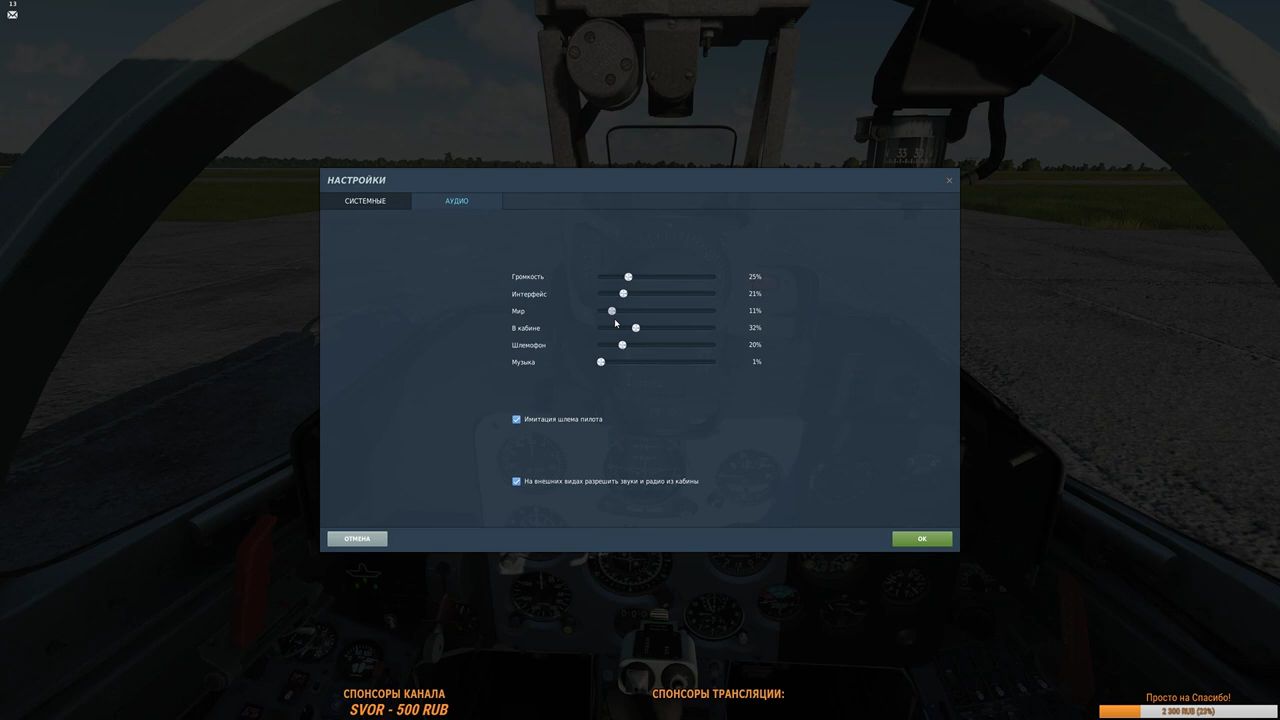 13
33
НАСТРОЙКИ
СИСТЕМНЫЕ
АУДИО
Громкость 25%
Интерфейс 21%
Мир 11%
В кабине 32%
Шлемофон 20%
Музыка 1%
Имитация шлема пилота
На внешних видах разрешить звуки и радио из кабины
ОТМЕНА
OK
СПОНСОРЫ КАНАЛА
SVOR - 500 RUB
СПОНСОРЫ ТРАНСЛЯЦИИ:
Просто на Спасибо!
2 300 RUB (23%)